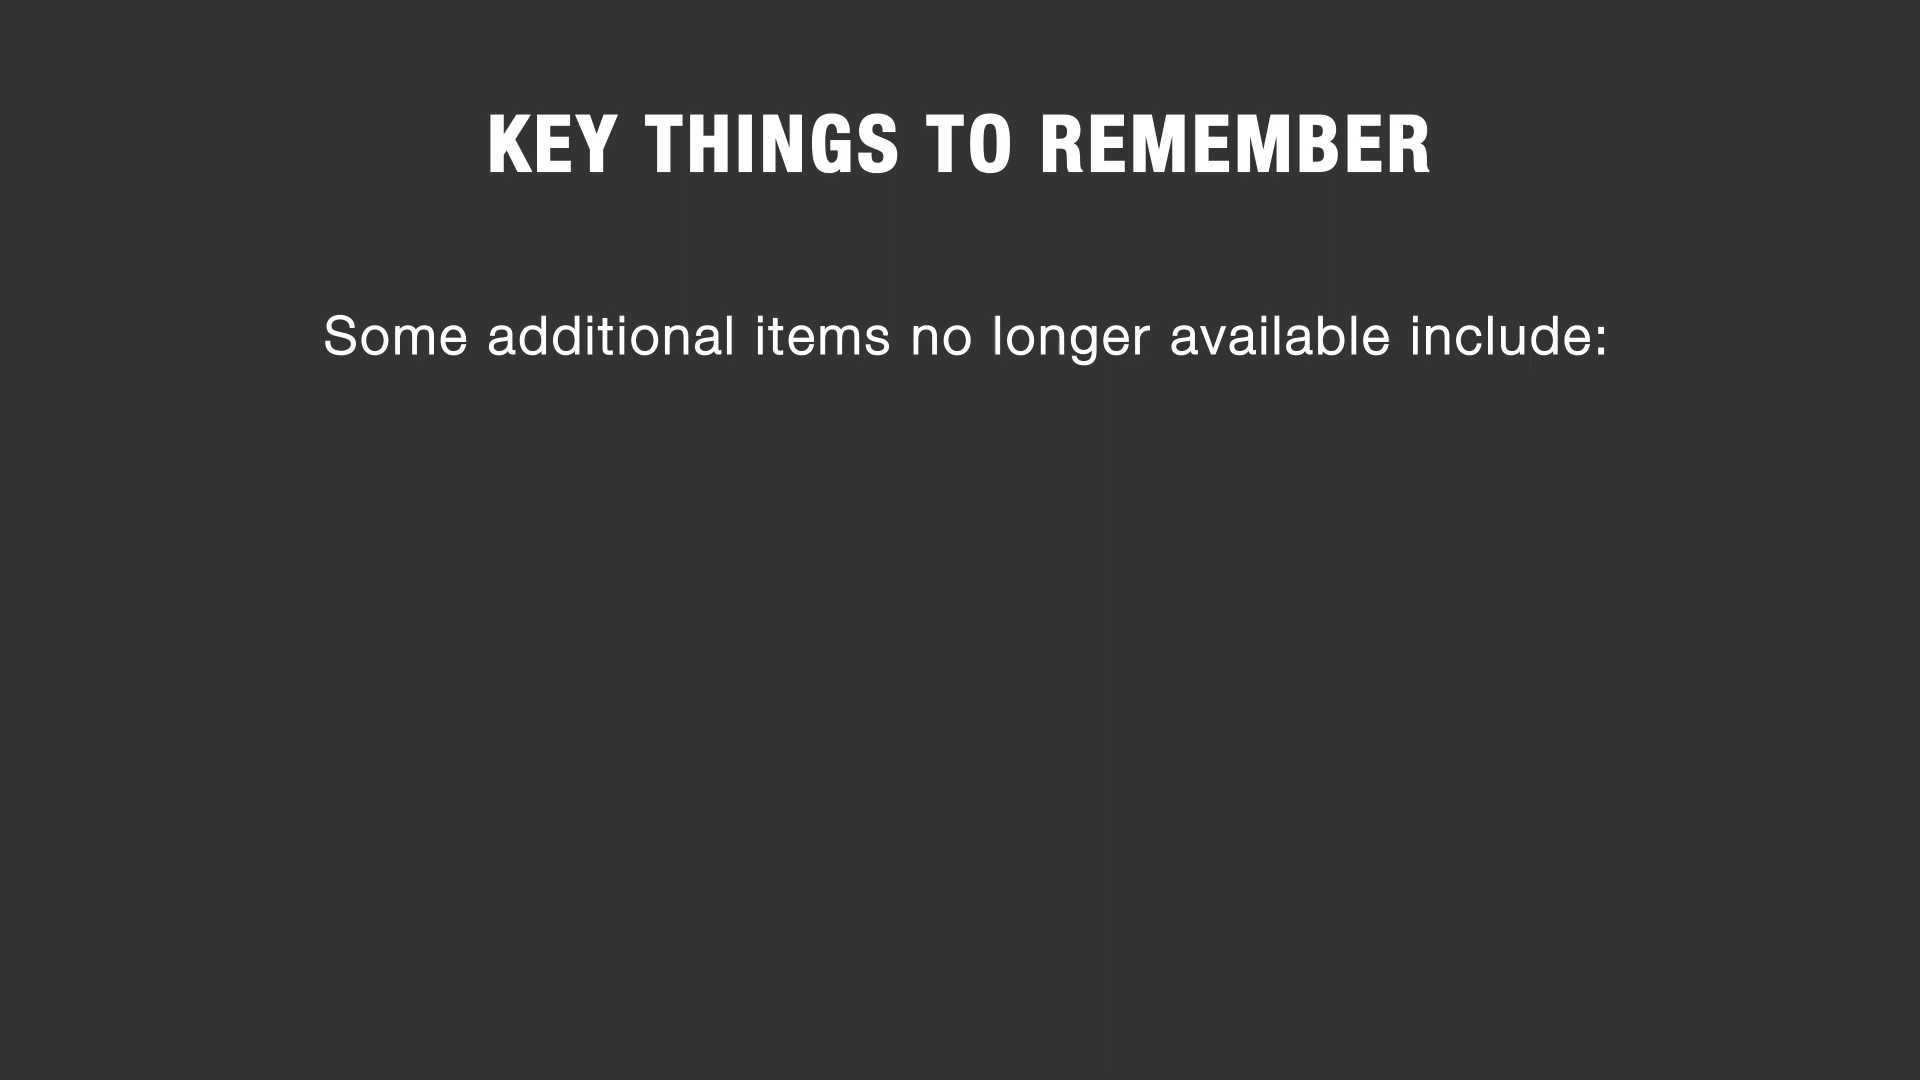 KEY THINGS TO REMEMBER
Some additional items no longer available include: